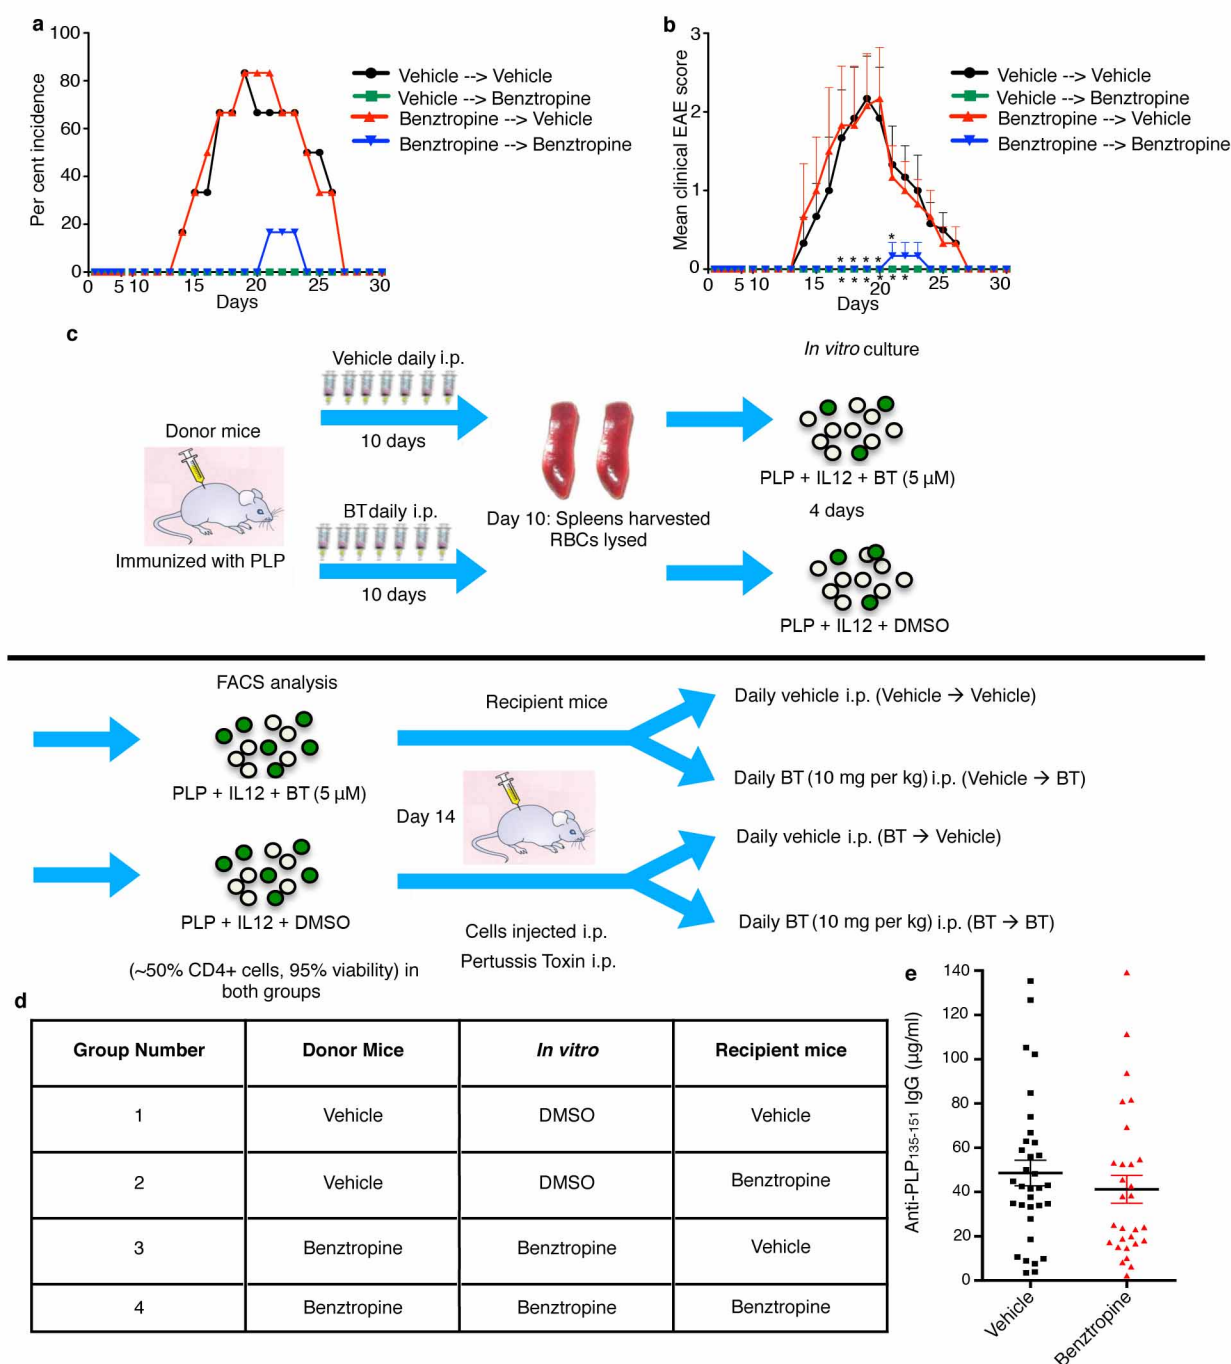 a
100
80
60
40
20
0
Per cent incidence
0 5 10 15 20 25 30
Days
Vehicle --> Vehicle
Vehicle --> Benztropine
Benztropine --> Vehicle
Benztropine --> Benztropine
b
3
2
1
0
Mean clinical EAE score
* * * * *
* * * * * * *
0 5 10 15 20 25 30
Days
Vehicle --> Vehicle
Vehicle --> Benztropine
Benztropine --> Vehicle
Benztropine --> Benztropine
c
Donor mice
Immunized with PLP
Vehicle daily i.p.
10 days
BT daily i.p.
10 days
Day 10: Spleens harvested
RBCs lysed
In vitro culture
PLP + IL12 + BT (5 µM)
4 days
PLP + IL12 + DMSO
FACS analysis
PLP + IL12 + BT (5 µM)
PLP + IL12 + DMSO
(~50% CD4+ cells, 95% viability) in
both groups
Recipient mice
Day 14
Cells injected i.p.
Pertussis Toxin i.p.
Daily vehicle i.p. (Vehicle → Vehicle)
Daily BT (10 mg per kg) i.p. (Vehicle → BT)
Daily vehicle i.p. (BT → Vehicle)
Daily BT (10 mg per kg) i.p. (BT → BT)
d
Group Number Donor Mice In vitro Recipient mice
1 Vehicle DMSO Vehicle
2 Vehicle DMSO Benztropine
3 Benztropine Benztropine Vehicle
4 Benztropine Benztropine Benztropine
e
140
120
100
80
60
40
20
0
Anti-PLP135-151 IgG (µg/ml)
Vehicle
Benztropine